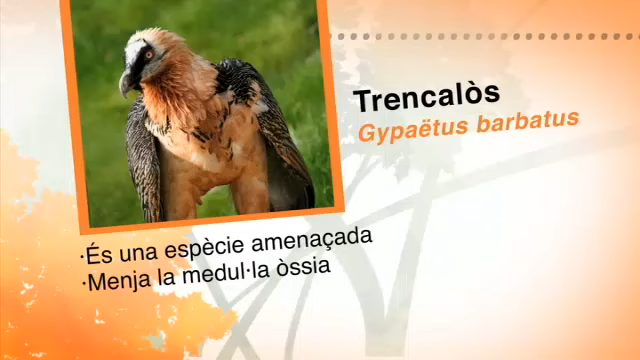 Trencalòs
Gypaëtus barbatus
·És una espècie amenaçada
·Menja la medul·la òssia